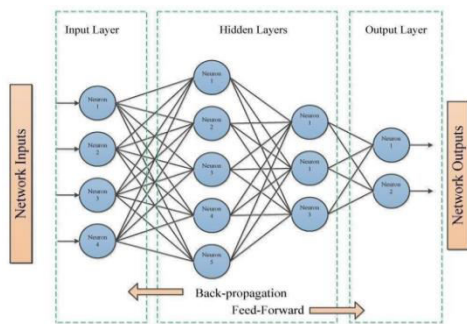 Input Layer
Hidden Layers
Output Layer
Network Inputs
Neuron
1
Neuron
2
Neuron
3
Neuron
4
Neuron
1
Neuron
2
Neuron
3
Neuron
4
Neuron
Neuron
1
Neuron
Neuron
3
Neuron
1
Neuron
2
Network Outputs
Back-propagation
Feed-Forward